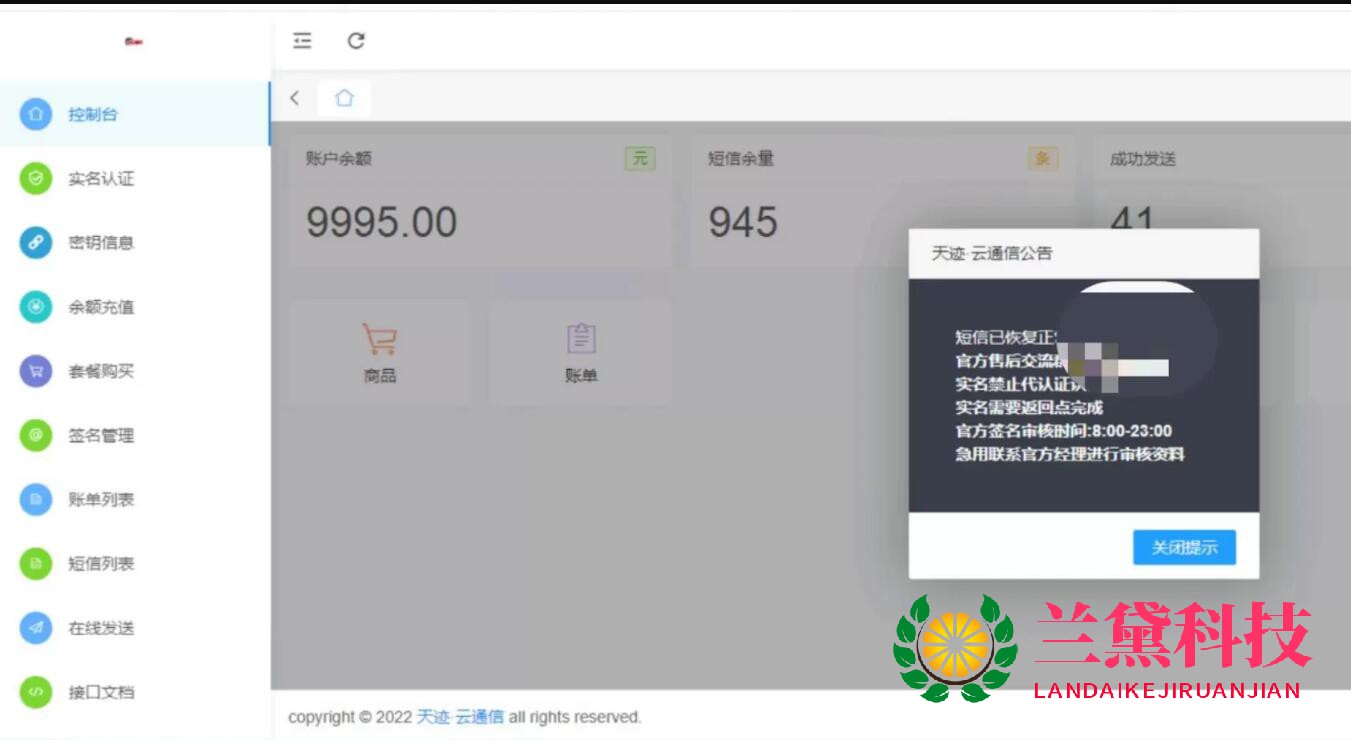 控制台
实名认证
密钥信息
余额充值
套餐购买
签名管理
账单列表
短信列表
在线发送
接口文档
账户余额 元
9995.00
短信余量 条
945
成功发送
41
商品
账单
天迹·云通信公告
短信已恢复正
官方售后交流
实名禁止代认证
实名需要返回点完成
官方签名审核时间:8:00-23:00
急用联系官方经理进行审核资料
关闭提示
兰黛科技
LANDAIKEJIRUANJIAN
copyright © 2022 天迹·云通信 all rights reserved.